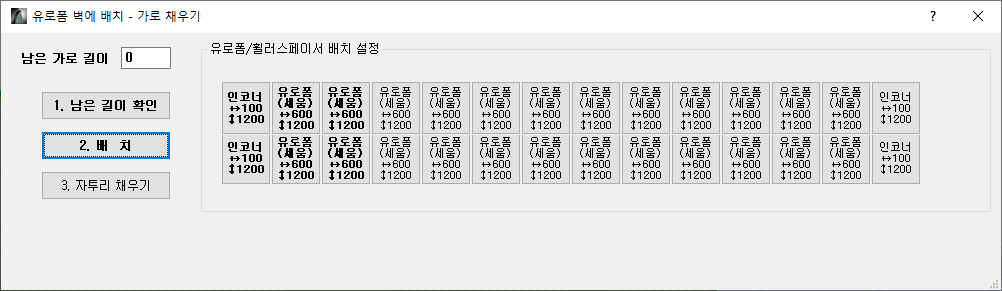 유로폼 벽에 배치 - 가로 채우기
남은 가로 길이 0
1. 남은 길이 확인
2. 배 치
3. 자투리 채우기
유로폼/휠러스페이서 배치 설정
인코너 유로폼 유로폼 유로폼 유로폼 유로폼 유로폼 유로폼 유로폼 유로폼 유로폼 유로폼 유로폼 인코너
(세움) (세움) (세움) (세움) (세움) (세움) (세움) (세움) (세움) (세움) (세움) (세움)
↔100 ↔600 ↔600 ↔600 ↔600 ↔600 ↔600 ↔600 ↔600 ↔600 ↔600 ↔600 ↔600 ↔100
↕1200 ↕1200 ↕1200 ↕1200 ↕1200 ↕1200 ↕1200 ↕1200 ↕1200 ↕1200 ↕1200 ↕1200 ↕1200 ↕1200
인코너 유로폼 유로폼 유로폼 유로폼 유로폼 유로폼 유로폼 유로폼 유로폼 유로폼 유로폼 유로폼 인코너
(세움) (세움) (세움) (세움) (세움) (세움) (세움) (세움) (세움) (세움) (세움) (세움)
↔100 ↔600 ↔600 ↔600 ↔600 ↔600 ↔600 ↔600 ↔600 ↔600 ↔600 ↔600 ↔600 ↔100
↕1200 ↕1200 ↕1200 ↕1200 ↕1200 ↕1200 ↕1200 ↕1200 ↕1200 ↕1200 ↕1200 ↕1200 ↕1200 ↕1200